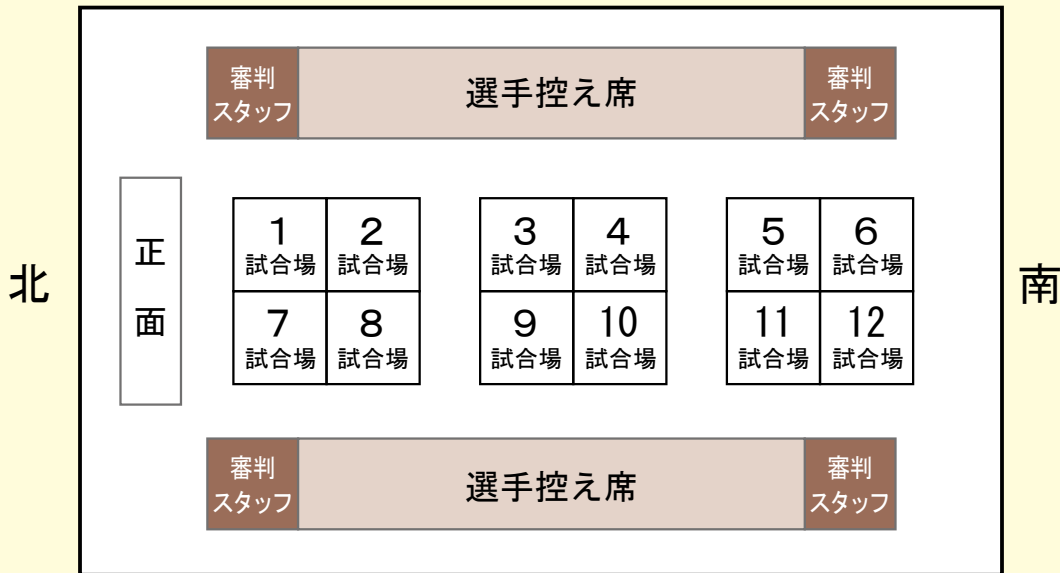 審判
スタッフ
選手控え席
審判
スタッフ
北
正
面
1
試合場
2
試合場
3
試合場
4
試合場
5
試合場
6
試合場
7
試合場
8
試合場
9
試合場
10
試合場
11
試合場
12
試合場
南
審判
スタッフ
選手控え席
審判
スタッフ